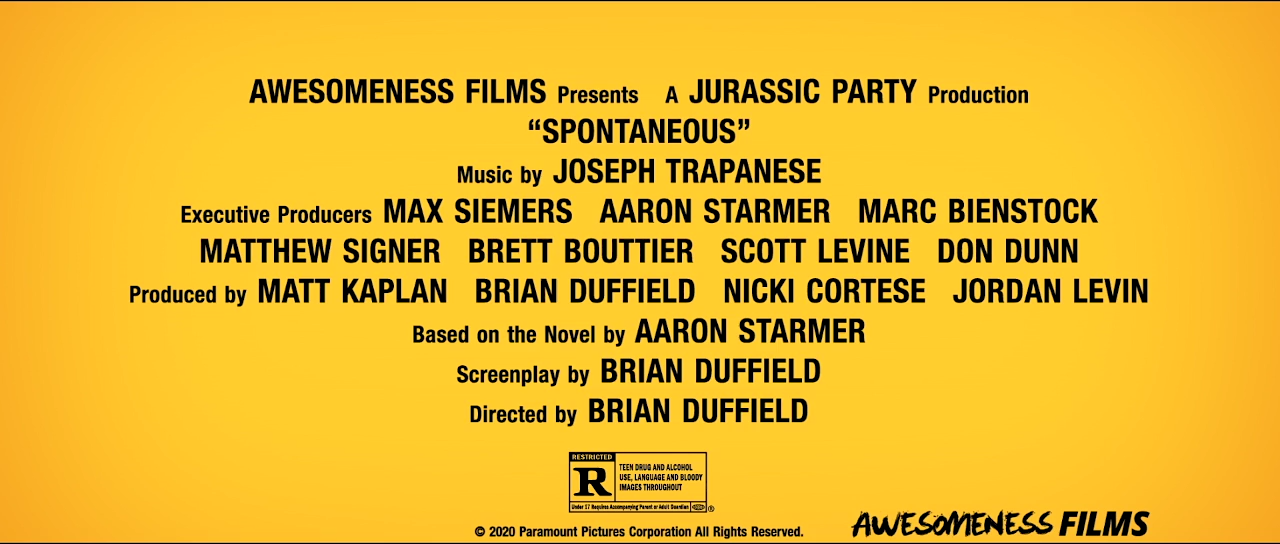 AWESOMENESS FILMS Presents A JURASSIC PARTY Production
“SPONTANEOUS”
Music by JOSEPH TRAPANESE
Executive Producers MAX SIEMERS AARON STARMER MARC BIENSTOCK
MATTHEW SIGNER BRETT BOUTTIER SCOTT LEVINE DON DUNN
Produced by MATT KAPLAN BRIAN DUFFIELD NICKI CORTESE JORDAN LEVIN
Based on the Novel by AARON STARMER
Screenplay by BRIAN DUFFIELD
Directed by BRIAN DUFFIELD
RESTRICTED
R
TEEN DRUG AND ALCOHOL
USE, LANGUAGE AND BLOODY
IMAGES THROUGHOUT
Under 17 Requires Accompanying Parent or Adult Guardian
®
© 2020 Paramount Pictures Corporation All Rights Reserved.
AWESOMENESS FILMS